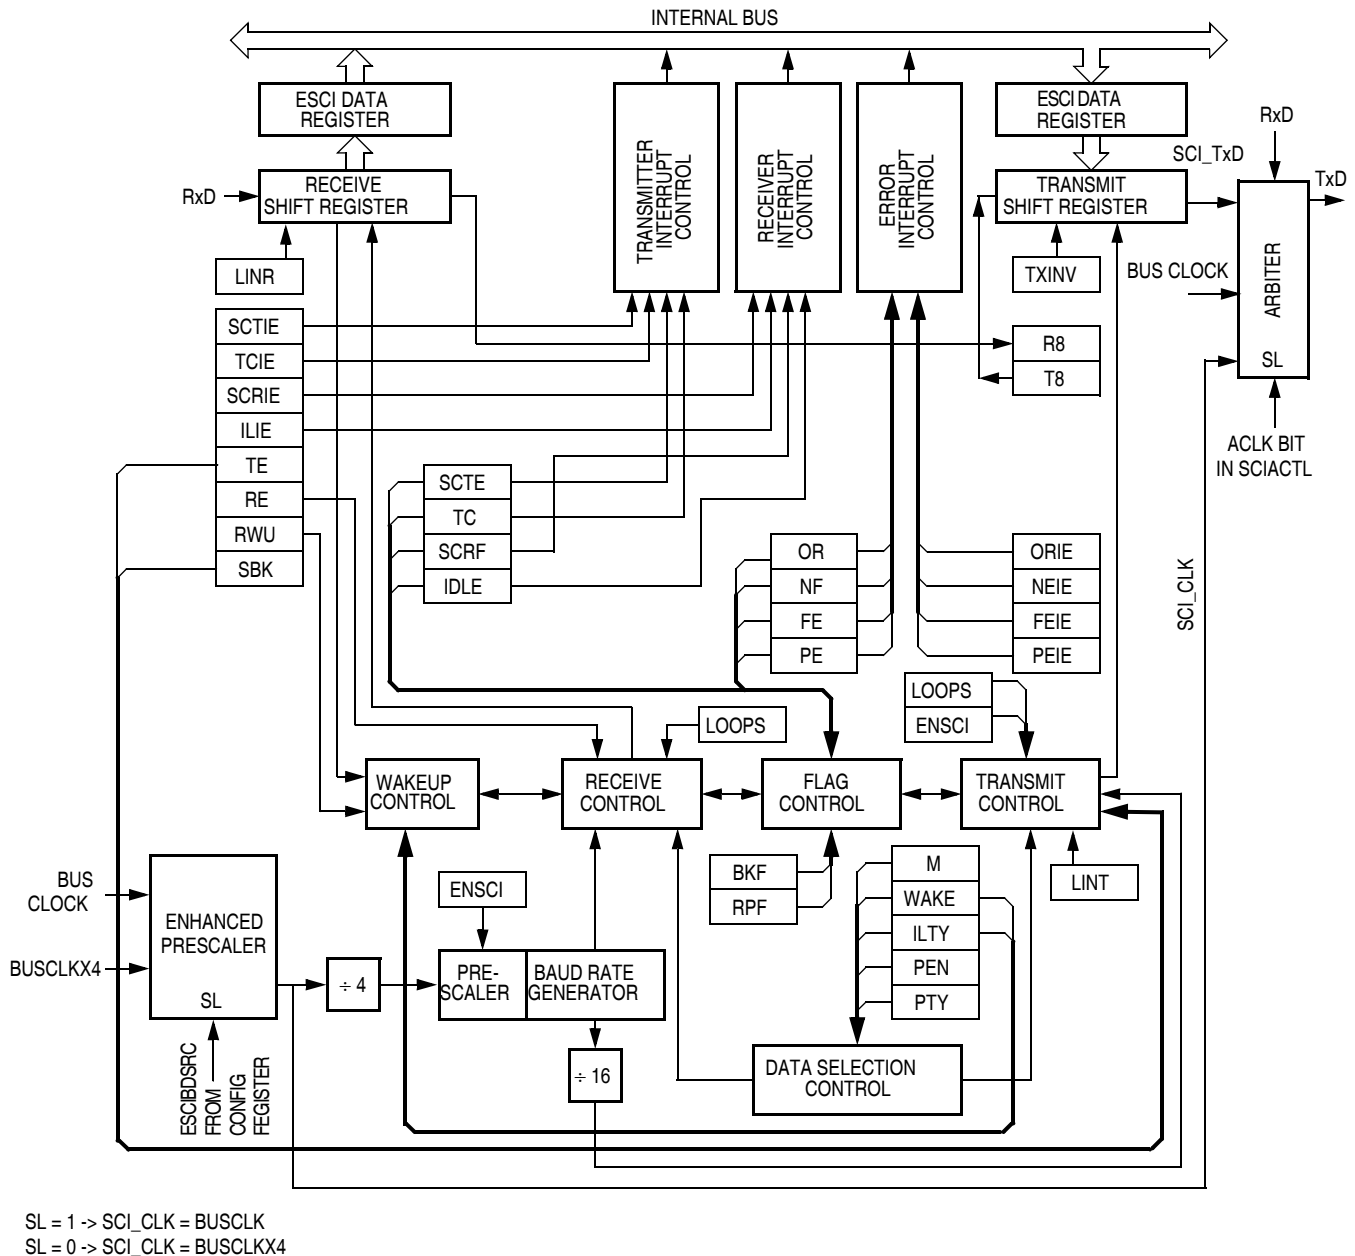 INTERNAL BUS
ESCI DATA
REGISTER
ESCI DATA
REGISTER
TRANSMITTER
INTERRUPT
CONTROL
RECEIVER
INTERRUPT
CONTROL
ERROR
INTERRUPT
CONTROL
RxD
SCI_TxD
TxD
RxD
RECEIVE
SHIFT REGISTER
TRANSMIT
SHIFT REGISTER
LINR
TXINV
BUS CLOCK
ARBITER
SL
SCTIE
TCIE
SCRIE
ILIE
TE
RE
RWU
SBK
R8
T8
ACLK BIT
IN SCIACTL
SCTE
TC
SCRF
IDLE
OR
NF
FE
PE
ORIE
NEIE
FEIE
PEIE
SCI_CLK
LOOPS
LOOPS
ENSCI
WAKEUP
CONTROL
RECEIVE
CONTROL
FLAG
CONTROL
TRANSMIT
CONTROL
BKF
RPF
M
WAKE
ILTY
PEN
PTY
LINT
BUS
CLOCK
BUSCLKX4
ENHANCED
PRESCALER
SL
ENSCI
÷ 4
PRE-
SCALER
BAUD RATE
GENERATOR
÷ 16
DATA SELECTION
CONTROL
ESCIBDSRC
FROM
CONFIG
FEGISTER
SL = 1 -> SCI_CLK = BUSCLK
SL = 0 -> SCI_CLK = BUSCLKX4